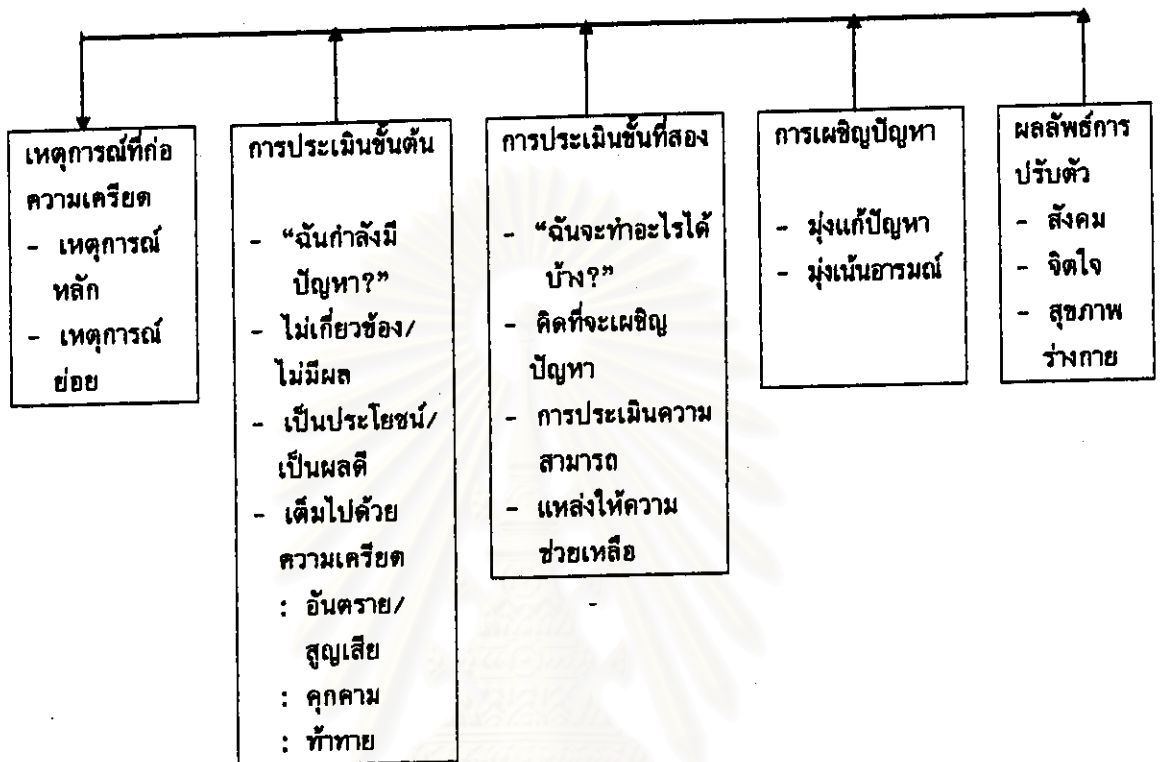 เหตุการณ์ที่ก่อ
ความเครียด
- เหตุการณ์
หลัก
- เหตุการณ์
ย่อย
การประเมินขั้นต้น
- “ฉันกำลังมี
ปัญหา?”
- ไม่เกี่ยวข้อง/
ไม่มีผล
- เป็นประโยชน์/
เป็นผลดี
- เต็มไปด้วย
ความเครียด
: อันตราย/
สูญเสีย
: คุกคาม
: ท้าทาย
การประเมินขั้นที่สอง
- “ฉันจะทำอะไรได้
บ้าง?”
- คิดที่จะเผชิญ
ปัญหา
- การประเมินความ
สามารถ
- แหล่งให้ความ
ช่วยเหลือ
การเผชิญปัญหา
- มุ่งแก้ปัญหา
- มุ่งเน้นอารมณ์
ผลลัพธ์การ
ปรับตัว
- สังคม
- จิตใจ
- สุขภาพ
ร่างกาย